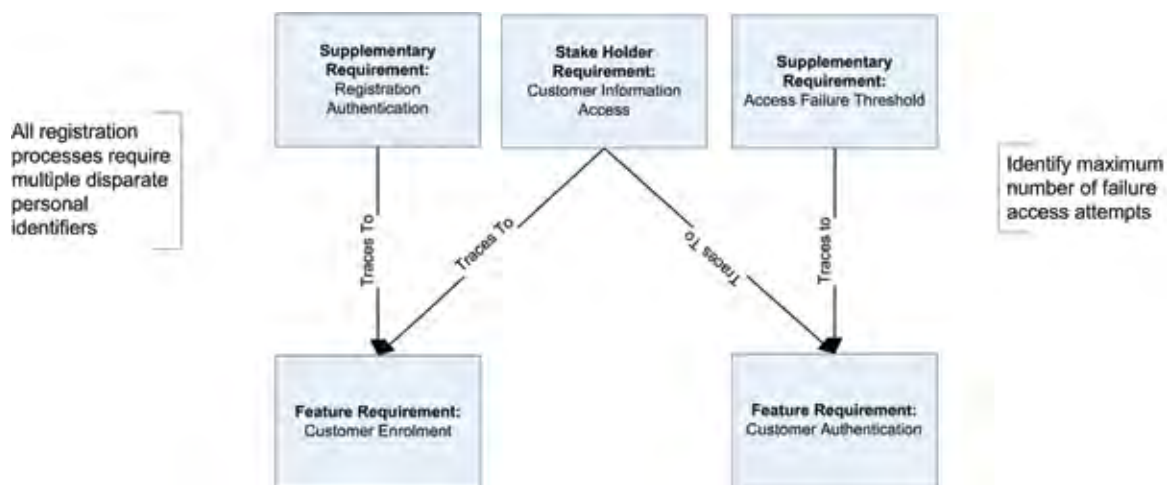 Supplementary
Requirement:
Registration
Authentication
Stake Holder
Requirement:
Customer Information
Access
Supplementary
Requirement:
Access Failure Threshold
All registration
processes require
multiple disparate
personal
identifiers
Identify maximum
number of failure
access attempts
Traces To
Traces To
Traces To
Traces to
Feature Requirement:
Customer Enrolment
Feature Requirement:
Customer Authentication